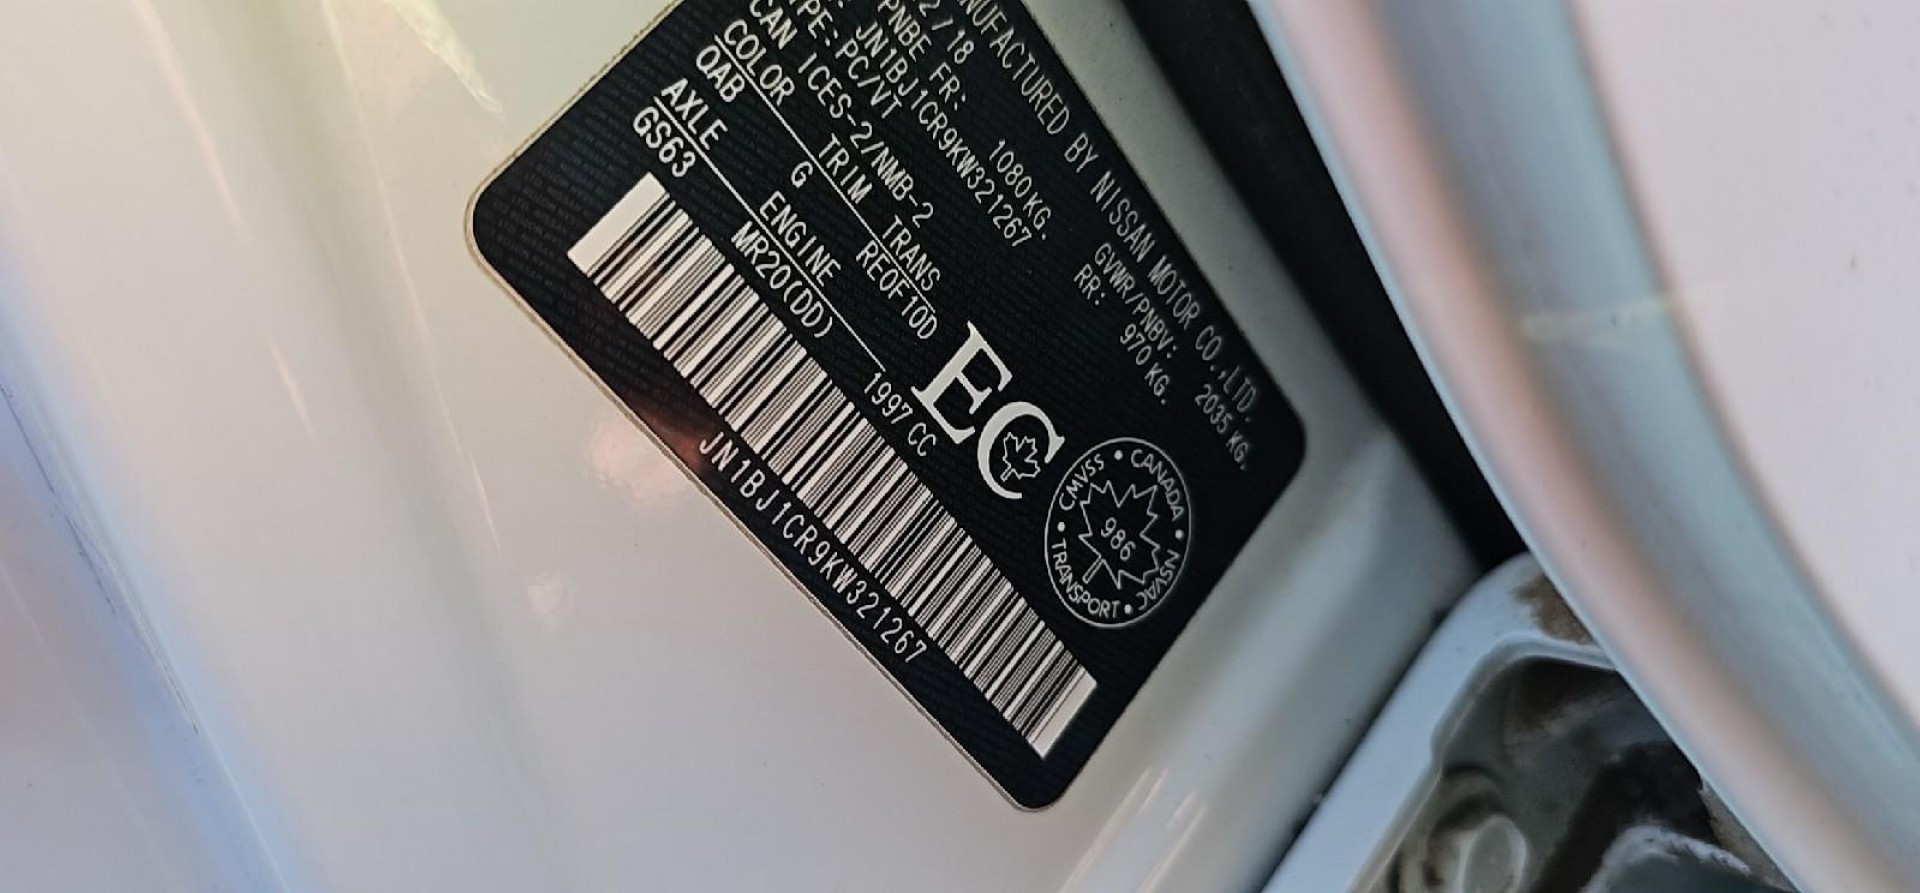 MANUFACTURED BY NISSAN MOTOR CO.,LTD.
2/18 GVWR/PNBV: 2035 KG.
PNBE FR: 1080KG. RR: 970 KG.
JN1BJ1CR9KW321267
TYPE: PC/VT
CAN ICES-2/NMB-2
COLOR TRIM TRANS
QAB G RE0F10D
AXLE ENGINE
GS63 MR20(DD) 1997 CC
EC
CMVSS • CANADA • NSVAC • TRANSPORT •
986
JN1BJ1CR9KW321267